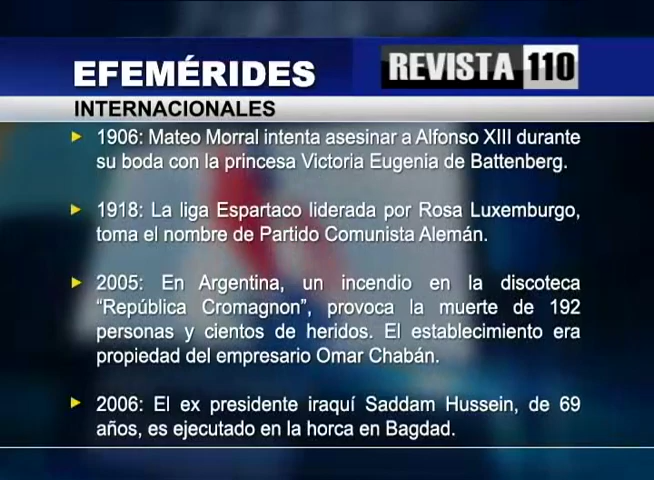 EFEMÉRIDES
REVISTA 110
INTERNACIONALES
1906: Mateo Morral intenta asesinar a Alfonso XIII durante
su boda con la princesa Victoria Eugenia de Battenberg.
1918: La liga Espartaco liderada por Rosa Luxemburgo,
toma el nombre de Partido Comunista Alemán.
2005: En Argentina, un incendio en la discoteca
“República Cromagnon”, provoca la muerte de 192
personas y cientos de heridos. El establecimiento era
propiedad del empresario Omar Chabán.
2006: El ex presidente iraquí Saddam Hussein, de 69
años, es ejecutado en la horca en Bagdad.